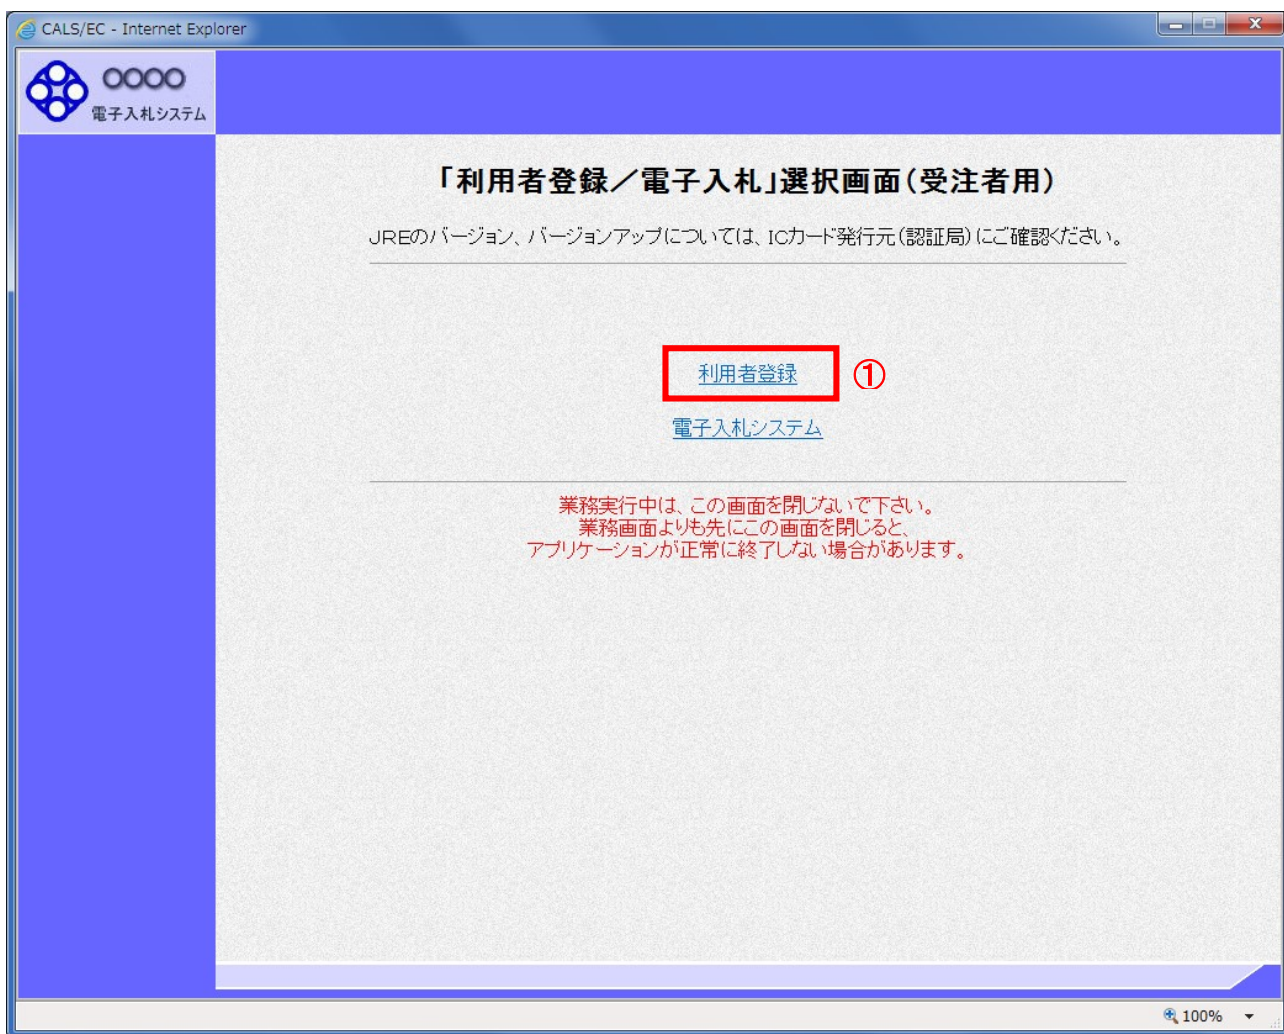 CALS/EC - Internet Explorer
○○○○
電子入札システム
「利用者登録／電子入札」選択画面（受注者用）
JREのバージョン、バージョンアップについては、ICカード発行元（認証局）にご確認ください。
利用者登録 ①
電子入札システム
業務実行中は、この画面を閉じないで下さい。
業務画面よりも先にこの画面を閉じると、
アプリケーションが正常に終了しない場合があります。
100%